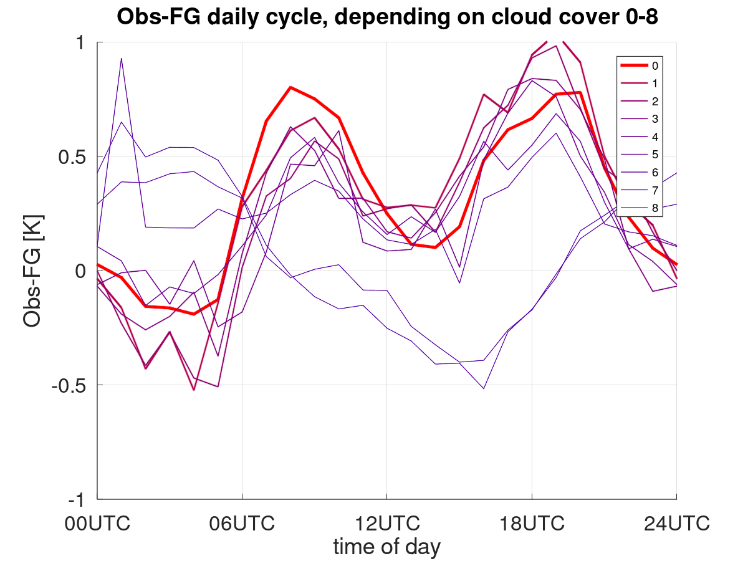 Obs-FG daily cycle, depending on cloud cover 0-8
Obs-FG [K]
1
0.5
0
-0.5
-1
00UTC
06UTC
12UTC
18UTC
24UTC
time of day
0
1
2
3
4
5
6
7
8